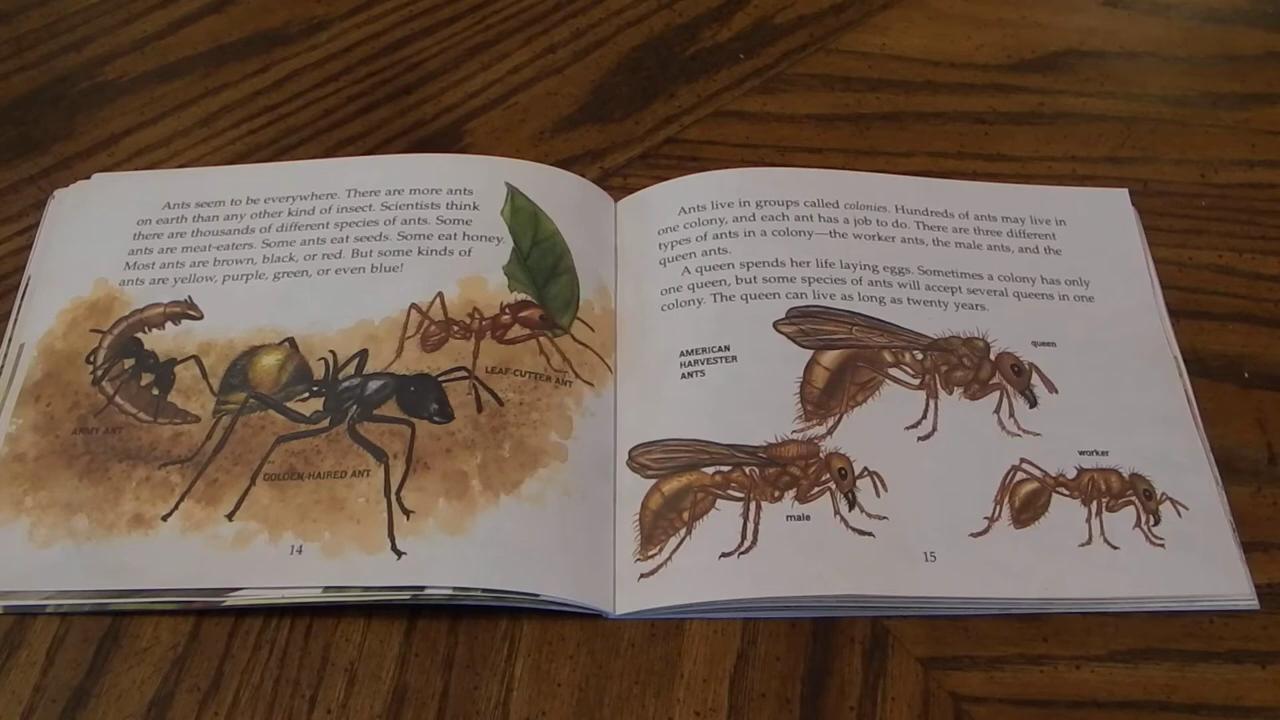 Ants seem to be everywhere. There are more ants
on earth than any other kind of insect. Scientists think
there are thousands of different species of ants. Some
ants are meat-eaters. Some ants eat seeds. Some eat honey.
Most ants are brown, black, or red. But some kinds of
ants are yellow, purple, green, or even blue!
LEAF-CUTTER ANT
ARMY ANT
GOLDEN-HAIRED ANT
14
Ants live in groups called colonies. Hundreds of ants may live in
one colony, and each ant has a job to do. There are three different
types of ants in a colony—the worker ants, the male ants, and the
queen ants.
A queen spends her life laying eggs. Sometimes a colony has only
one queen, but some species of ants will accept several queens in one
colony. The queen can live as long as twenty years.
AMERICAN
HARVESTER
ANTS
queen
worker
male
15